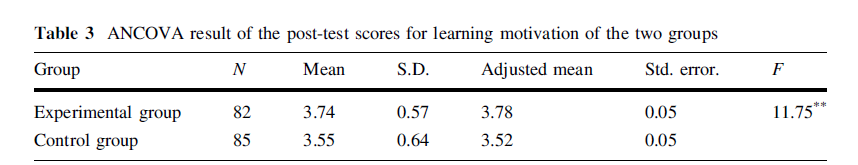 Table 3 ANCOVA result of the post-test scores for learning motivation of the two groups
Group N Mean S.D. Adjusted mean Std. error. F
Experimental group 82 3.74 0.57 3.78 0.05 11.75**
Control group 85 3.55 0.64 3.52 0.05